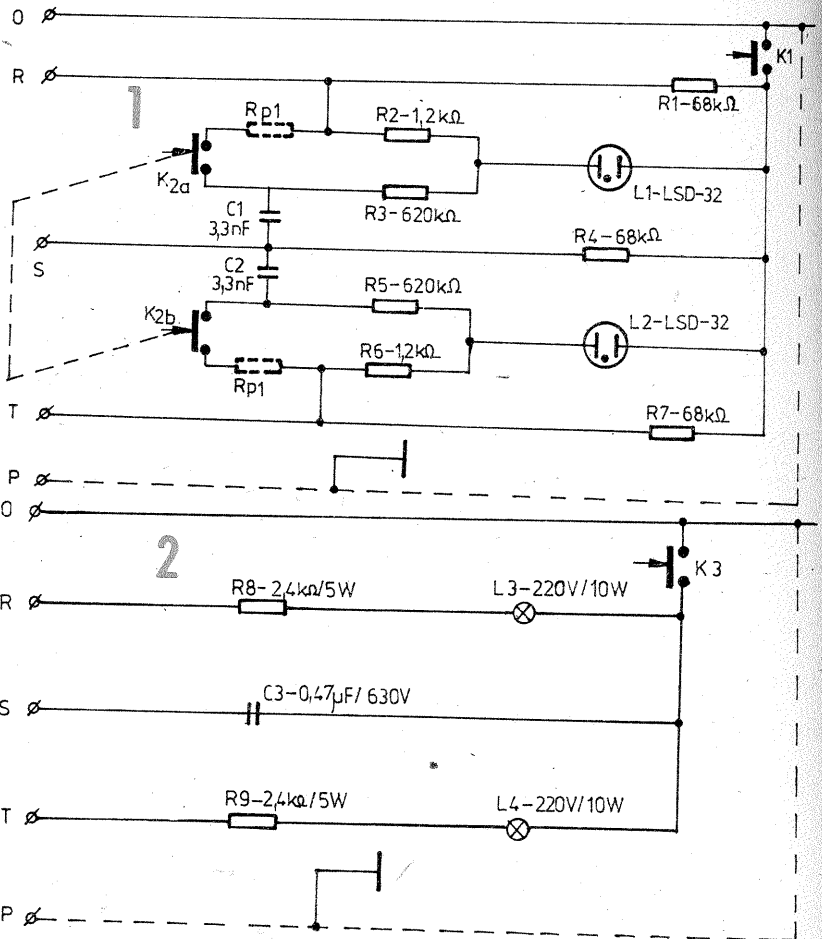 O
K1
R
R1-68kΩ
1
Rp1
R2-1,2kΩ
K2a
L1-LSD-32
C1
3,3nF
R3-620kΩ
S
R4-68kΩ
C2
3,3nF
R5-620kΩ
K2b
L2-LSD-32
R6-1,2kΩ
Rp1
T
R7-68kΩ
P
O
2
K3
R
R8-2,4kΩ/5W
L3-220V/10W
S
C3-0,47µF/630V
T
R9-2,4kΩ/5W
L4-220V/10W
P